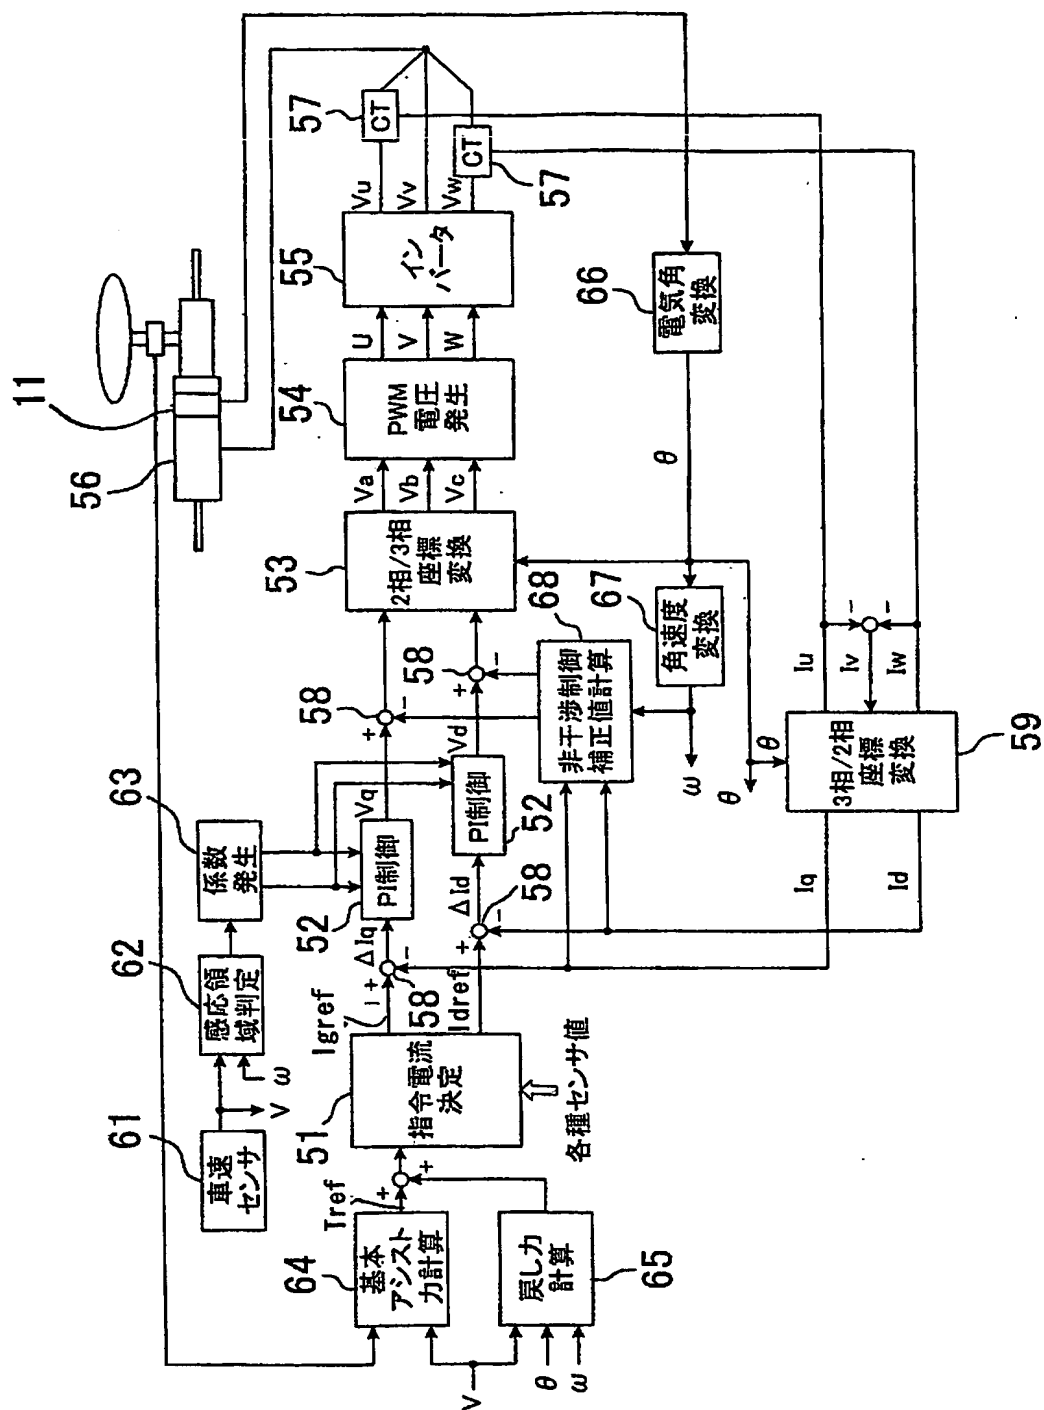 11
56
61
車速
センサ
V
62
感応領
域判定
ω
63
係数
発生
64
基本
アシスト
力計算
Tref
+
+
V
65
戻し力
計算
θ
ω
51
指令電流
決定
各種センサ値
Igref
Idref
+
−
58
ΔIq
+
−
58
ΔId
52
PI制御
Vq
52
PI制御
Vd
+
−
58
+
−
58
68
非干渉制御
補正値計算
53
2相/3相
座標
変換
Va
Vb
Vc
54
PWM
電圧
発生
U
V
W
55
イン
バータ
Vu
Vv
Vw
57
CT
CT
57
66
電気角
変換
θ
67
角速度
変換
ω
θ
θ
59
3相/2相
座標
変換
Iu
Iv
Iw
−
−
Iq
Id